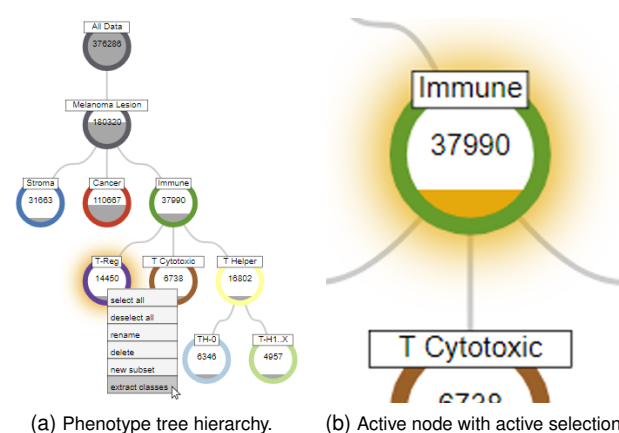 All Data
376286
Melanoma Lesion
180320
Stroma
Cancer
Immune
31663
110667
37990
T-Reg
T Cytotoxic
T Helper
14450
6738
16802
select all
deselect all
rename
delete
new subset
extract classes
TH-0
T-H1..X
6346
4957
(a) Phenotype tree hierarchy.
Immune
37990
T Cytotoxic
6738
(b) Active node with active selection